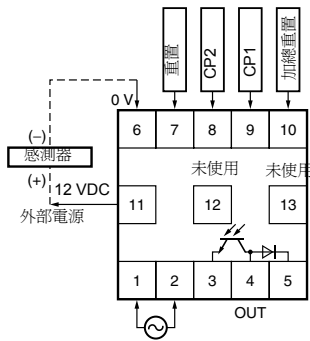 重置
CP2
CP1
加總重置
0 V
6 7 8 9 10
(−)
感測器
(+)
12 VDC
外部電源
未使用 未使用
11 12 13
1 2 3 4 5
OUT